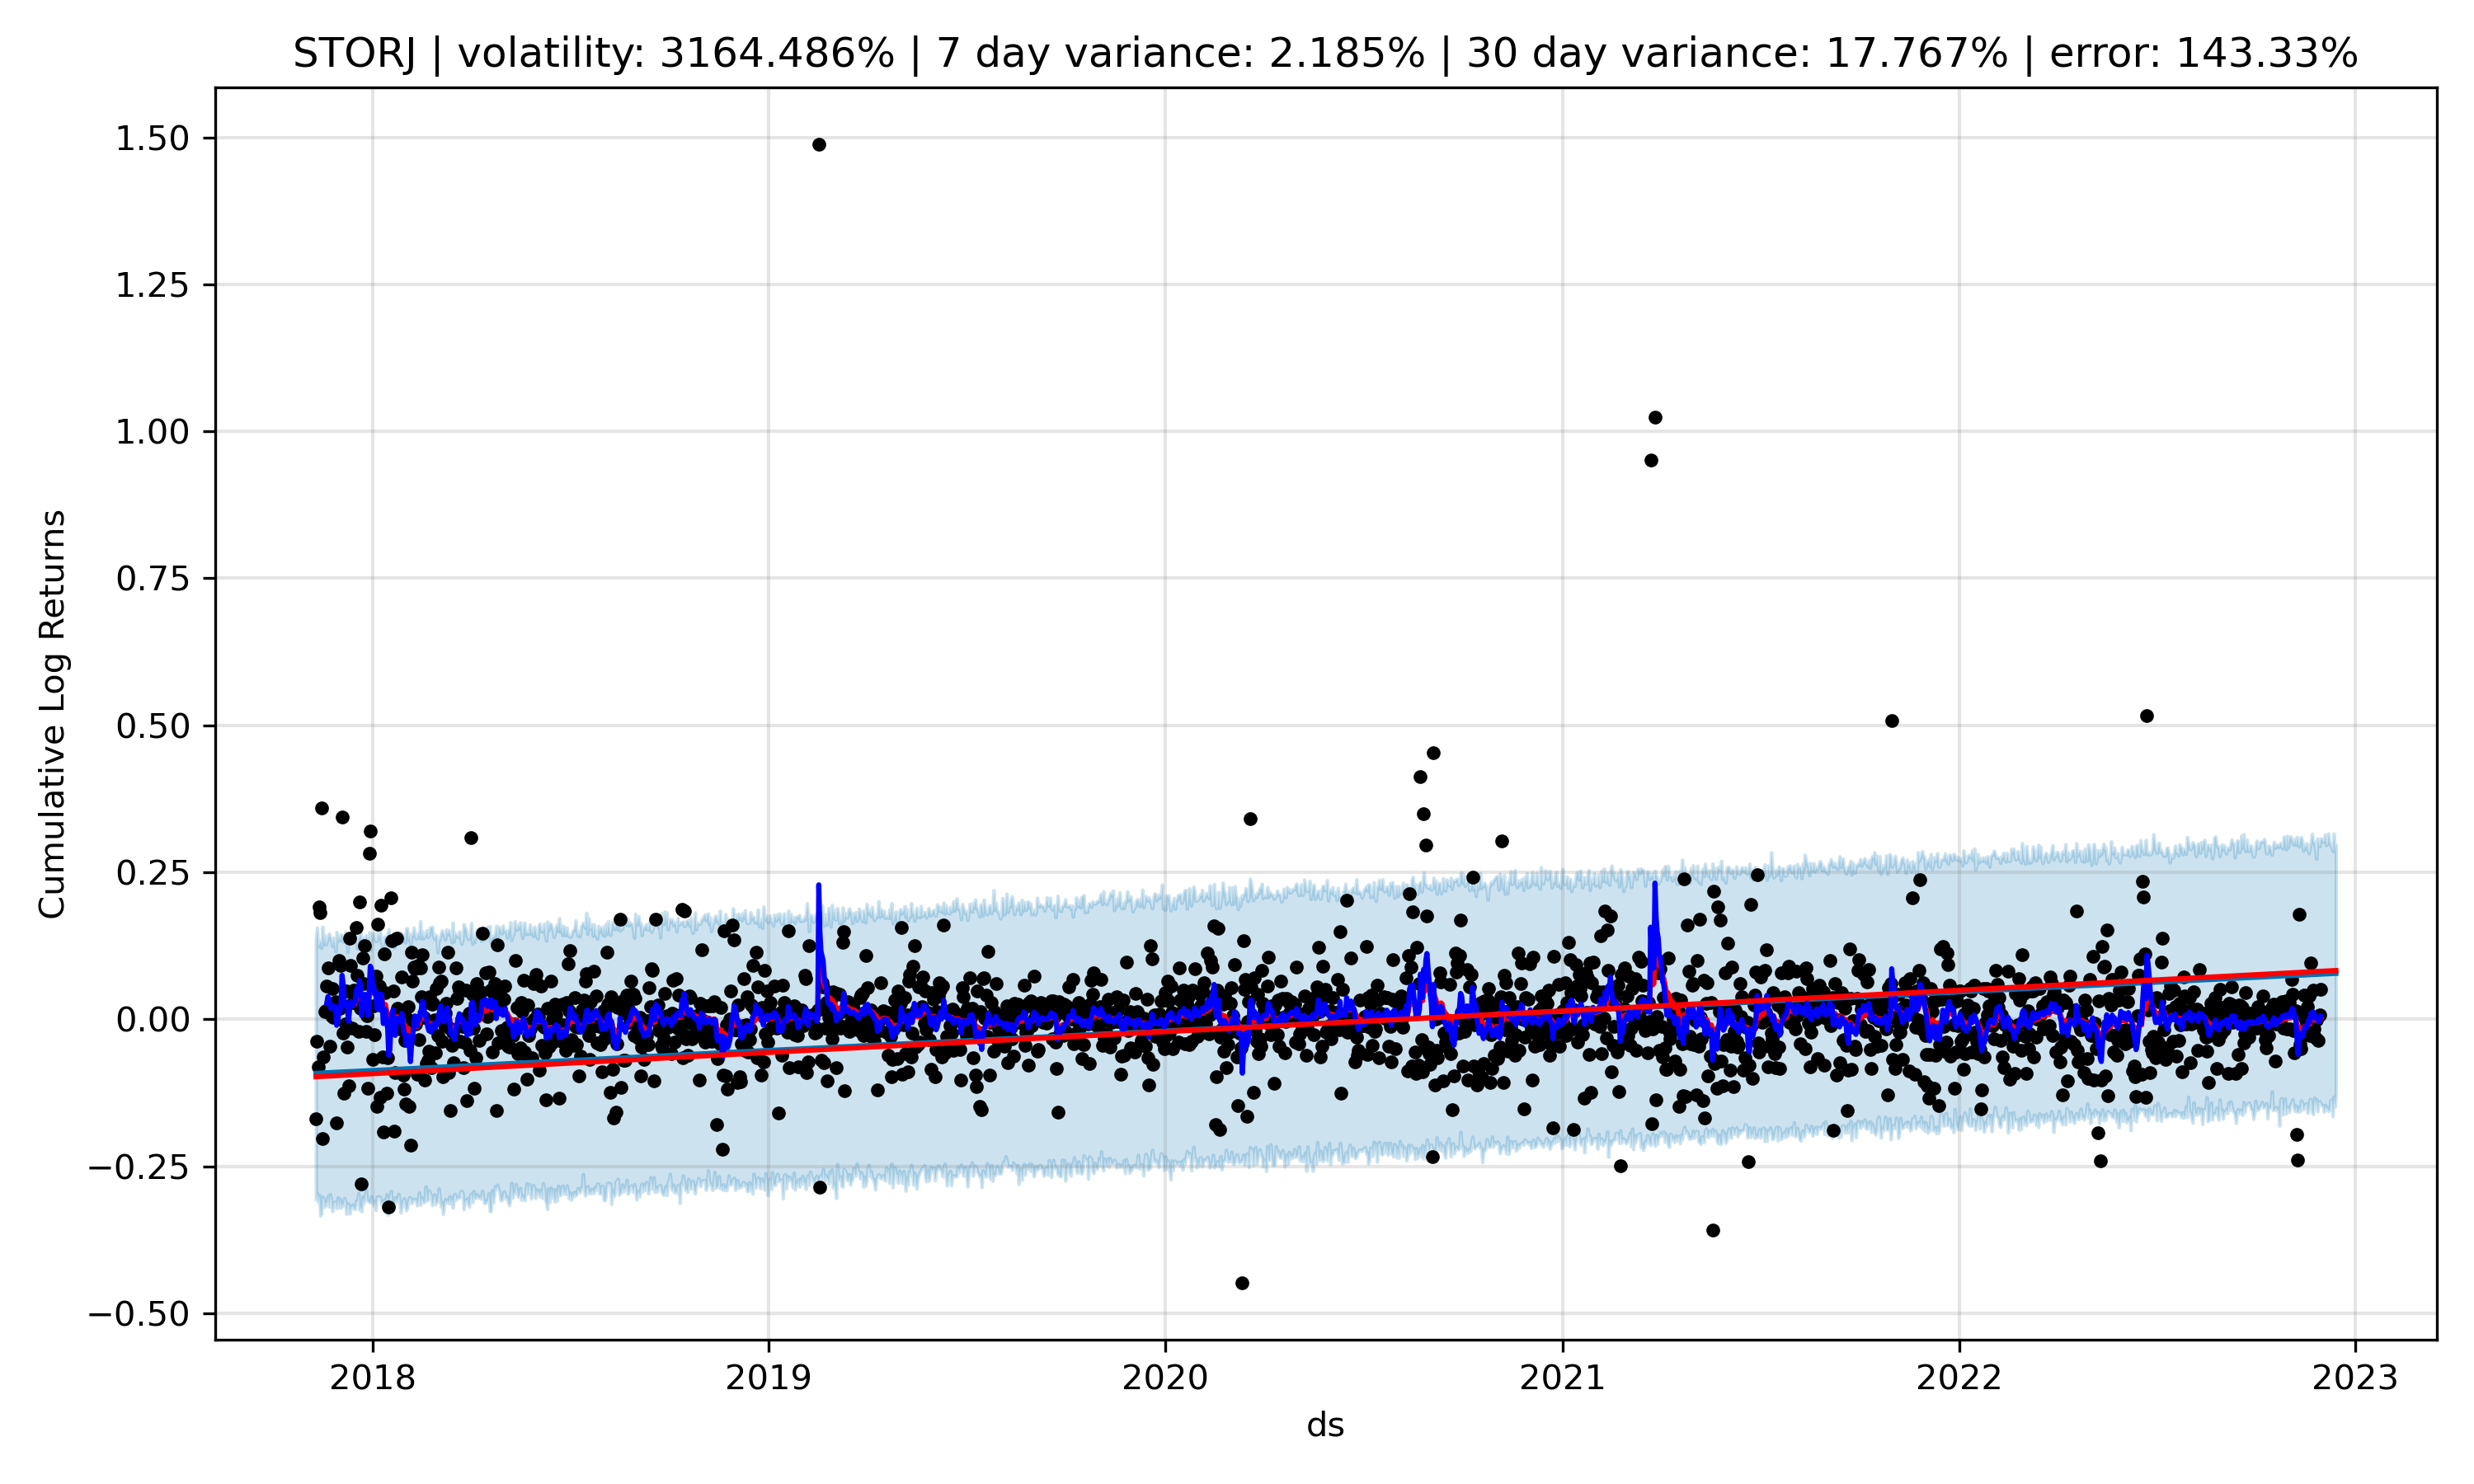 STORJ | volatility: 3164.486% | 7 day variance: 2.185% | 30 day variance: 17.767% | error: 143.33%
1.50
1.25
1.00
0.75
0.50
0.25
0.00
−0.25
−0.50
Cumulative Log Returns
2018 2019 2020 2021 2022 2023
ds